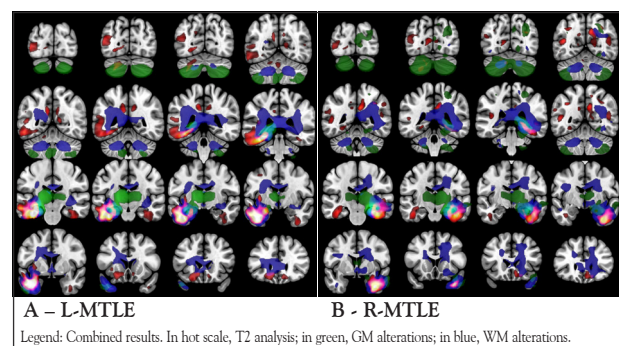 A – L-MTLE B - R-MTLE
Legend: Combined results. In hot scale, T2 analysis; in green, GM alterations; in blue, WM alterations.